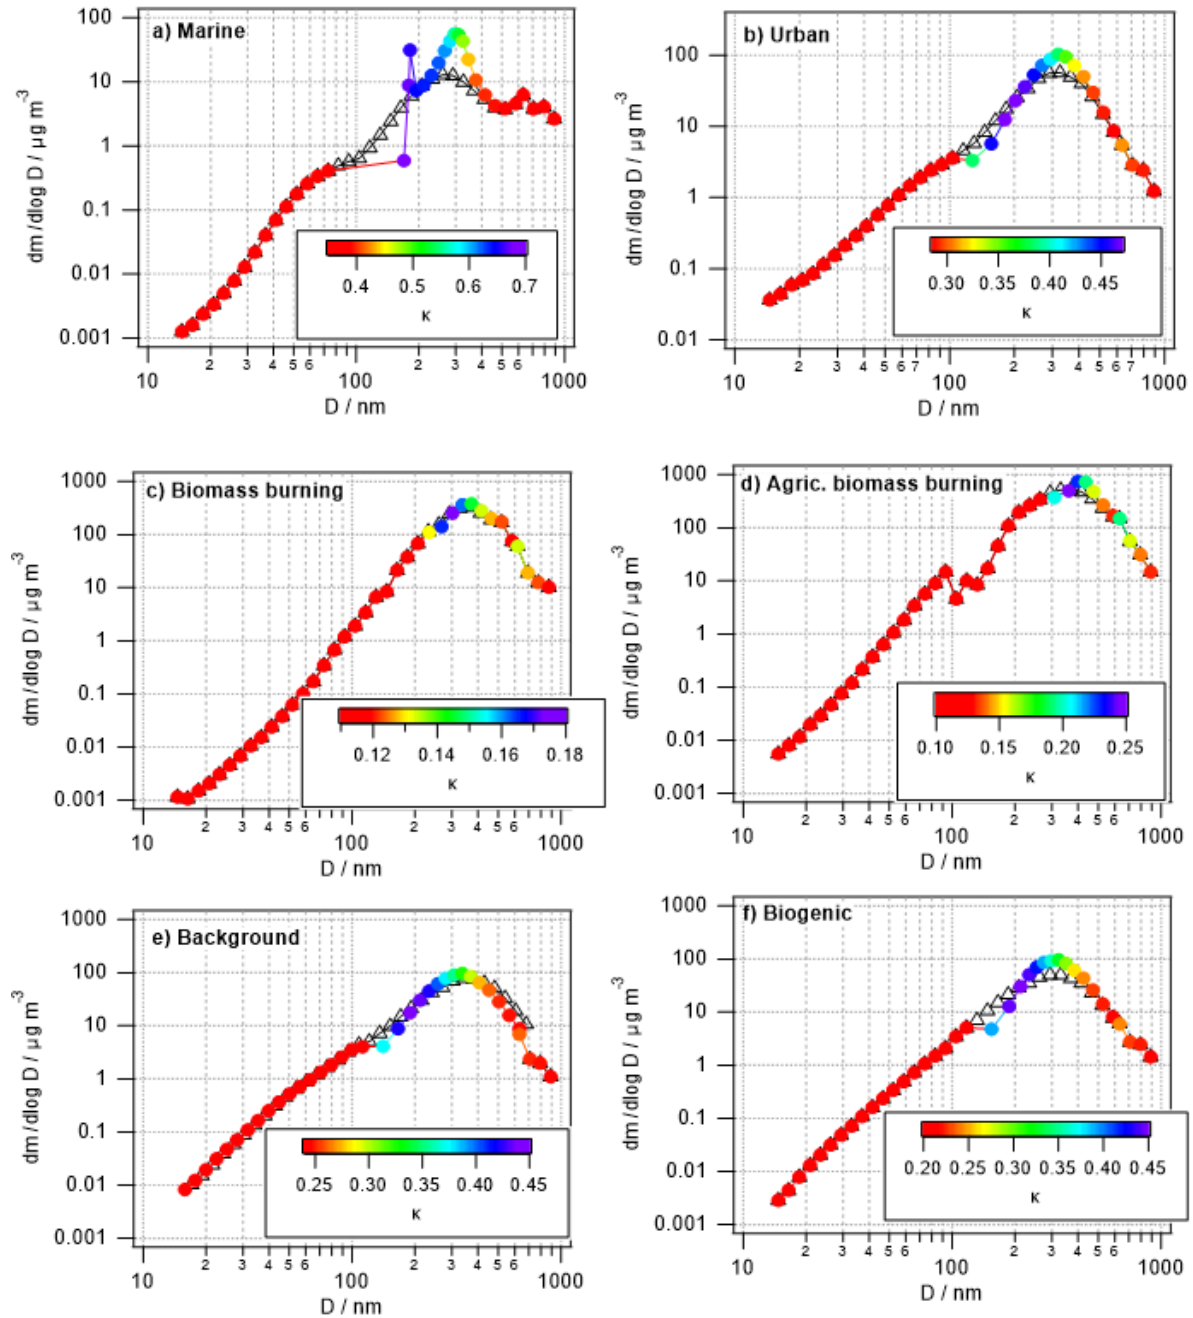 a) Marine
100
10
1
0.1
0.01
0.001
dm/dlog D / µg m⁻³
0.4 0.5 0.6 0.7
κ
10 2 3 4 5 6 100 2 3 4 5 6 1000
D / nm
b) Urban
100
10
1
0.1
0.01
dm/dlog D / µg m⁻³
0.30 0.35 0.40 0.45
κ
10 2 3 4 5 6 7 100 2 3 4 5 6 7 1000
D / nm
c) Biomass burning
1000
100
10
1
0.1
0.01
0.001
dm/dlog D / µg m⁻³
0.12 0.14 0.16 0.18
κ
10 2 3 4 5 6 100 2 3 4 5 6 1000
D / nm
d) Agric. biomass burning
1000
100
10
1
0.1
0.01
0.001
dm/dlog D / µg m⁻³
0.10 0.15 0.20 0.25
κ
10 2 3 4 5 6 100 2 3 4 5 6 1000
D / nm
e) Background
1000
100
10
1
0.1
0.01
0.001
dm/dlog D / µg m⁻³
0.25 0.30 0.35 0.40 0.45
κ
10 2 3 4 5 6 100 2 3 4 5 6 1000
D / nm
f) Biogenic
1000
100
10
1
0.1
0.01
0.001
dm/dlog D / µg m⁻³
0.20 0.25 0.30 0.35 0.40 0.45
κ
10 2 3 4 5 6 100 2 3 4 5 6 1000
D / nm